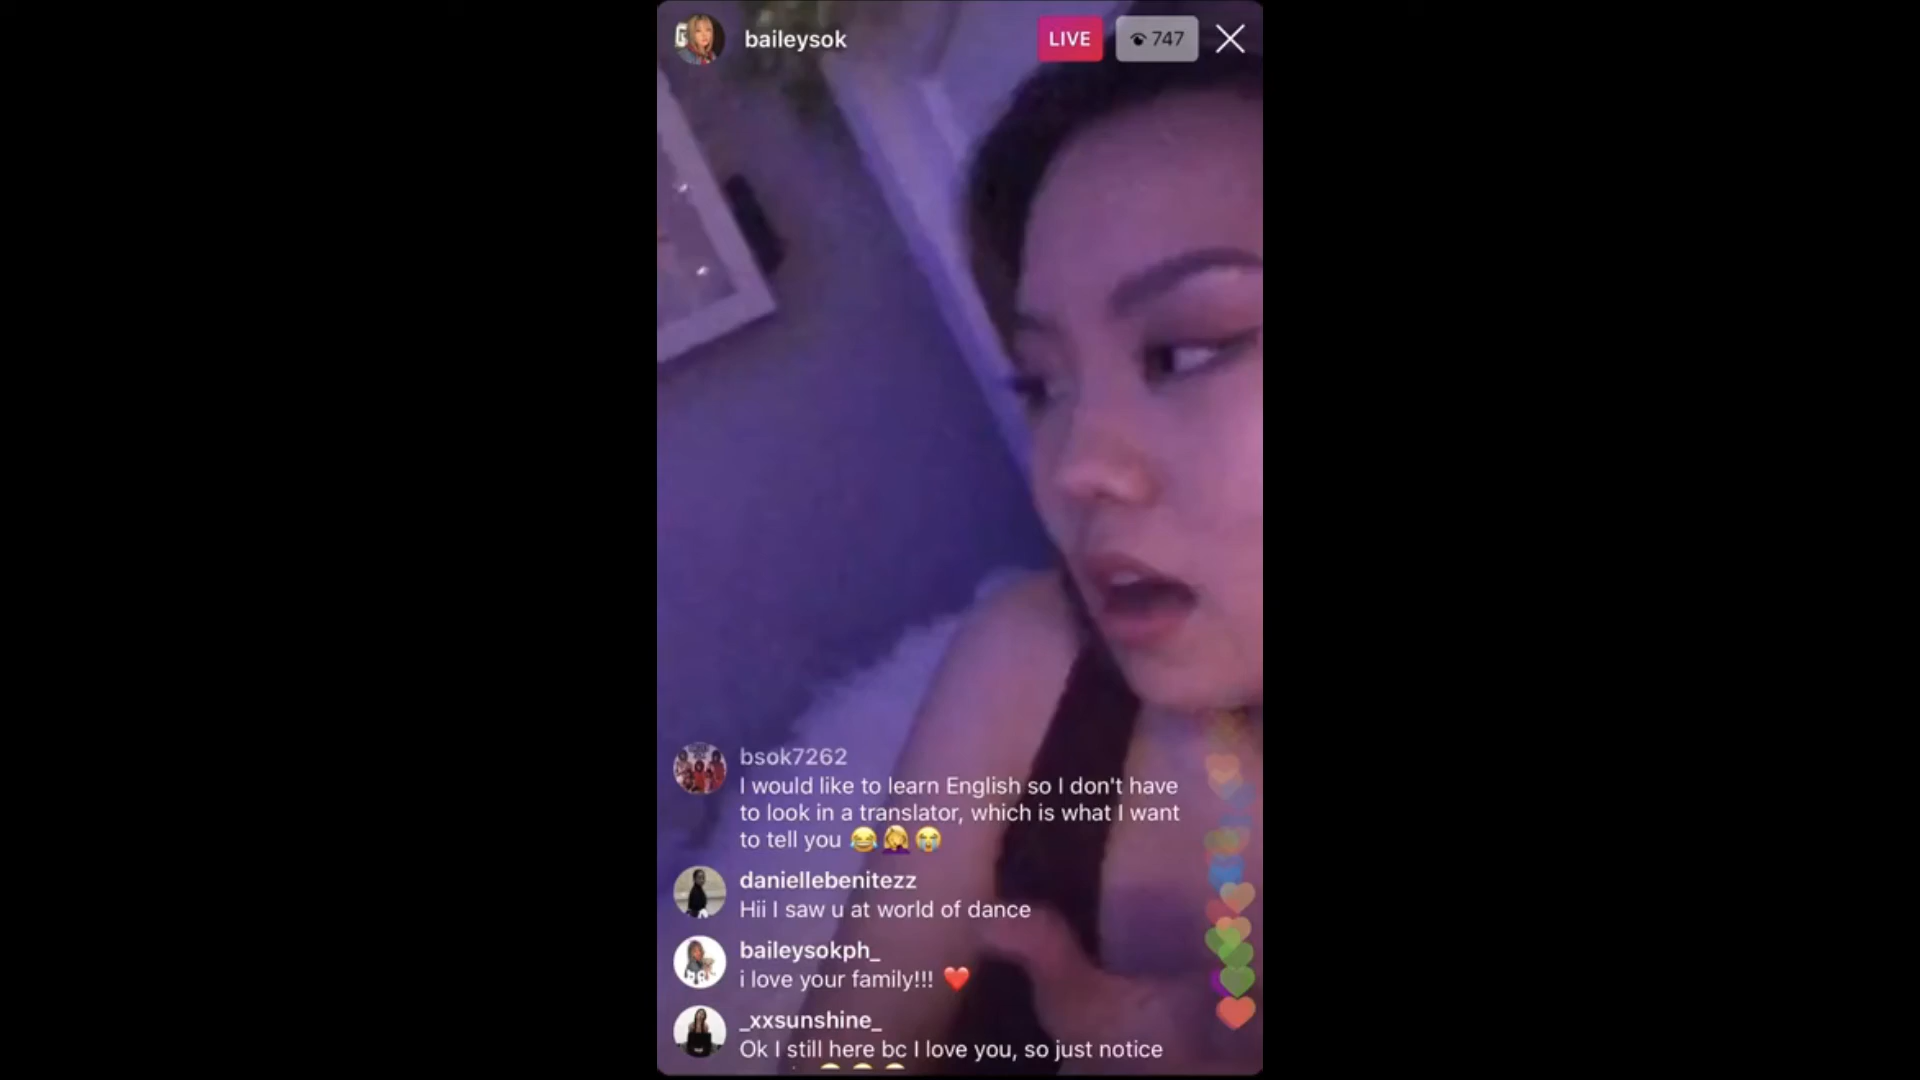 baileysok
LIVE
747
bsok7262
I would like to learn English so I don't have
to look in a translator, which is what I want
to tell you 😂🤦‍♀️😭
daniellebenitezz
Hii I saw u at world of dance
baileysokph_
i love your family!!! ❤️
_xxsunshine_
Ok I still here bc I love you, so just notice